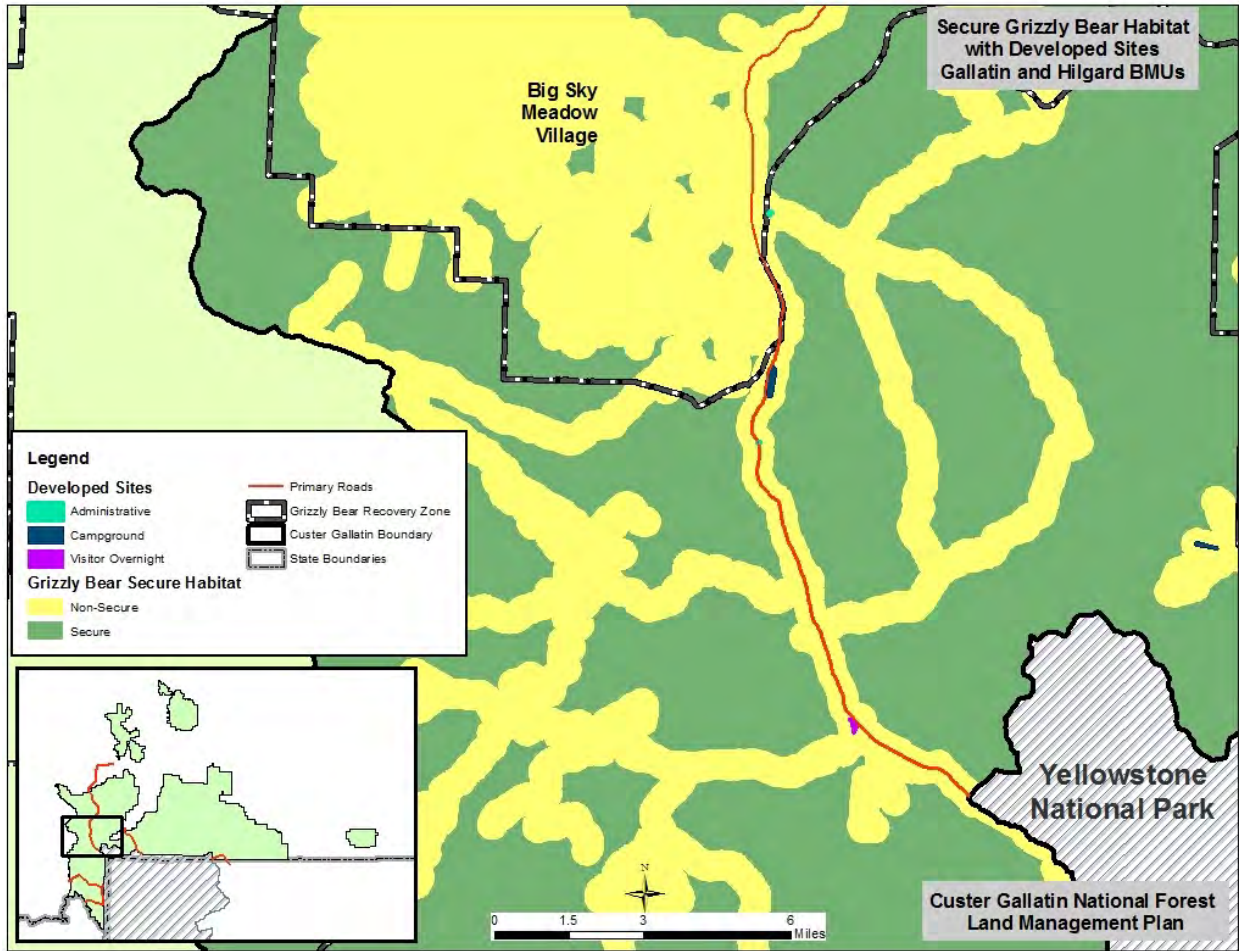 Secure Grizzly Bear Habitat
with Developed Sites
Gallatin and Hilgard BMUs
Big Sky
Meadow
Village
Legend
Developed Sites
Administrative
Campground
Visitor Overnight
Grizzly Bear Secure Habitat
Non-Secure
Secure
Primary Roads
Grizzly Bear Recovery Zone
Custer Gallatin Boundary
State Boundaries
Yellowstone
National Park
N
0 1.5 3 6
Miles
Custer Gallatin National Forest
Land Management Plan